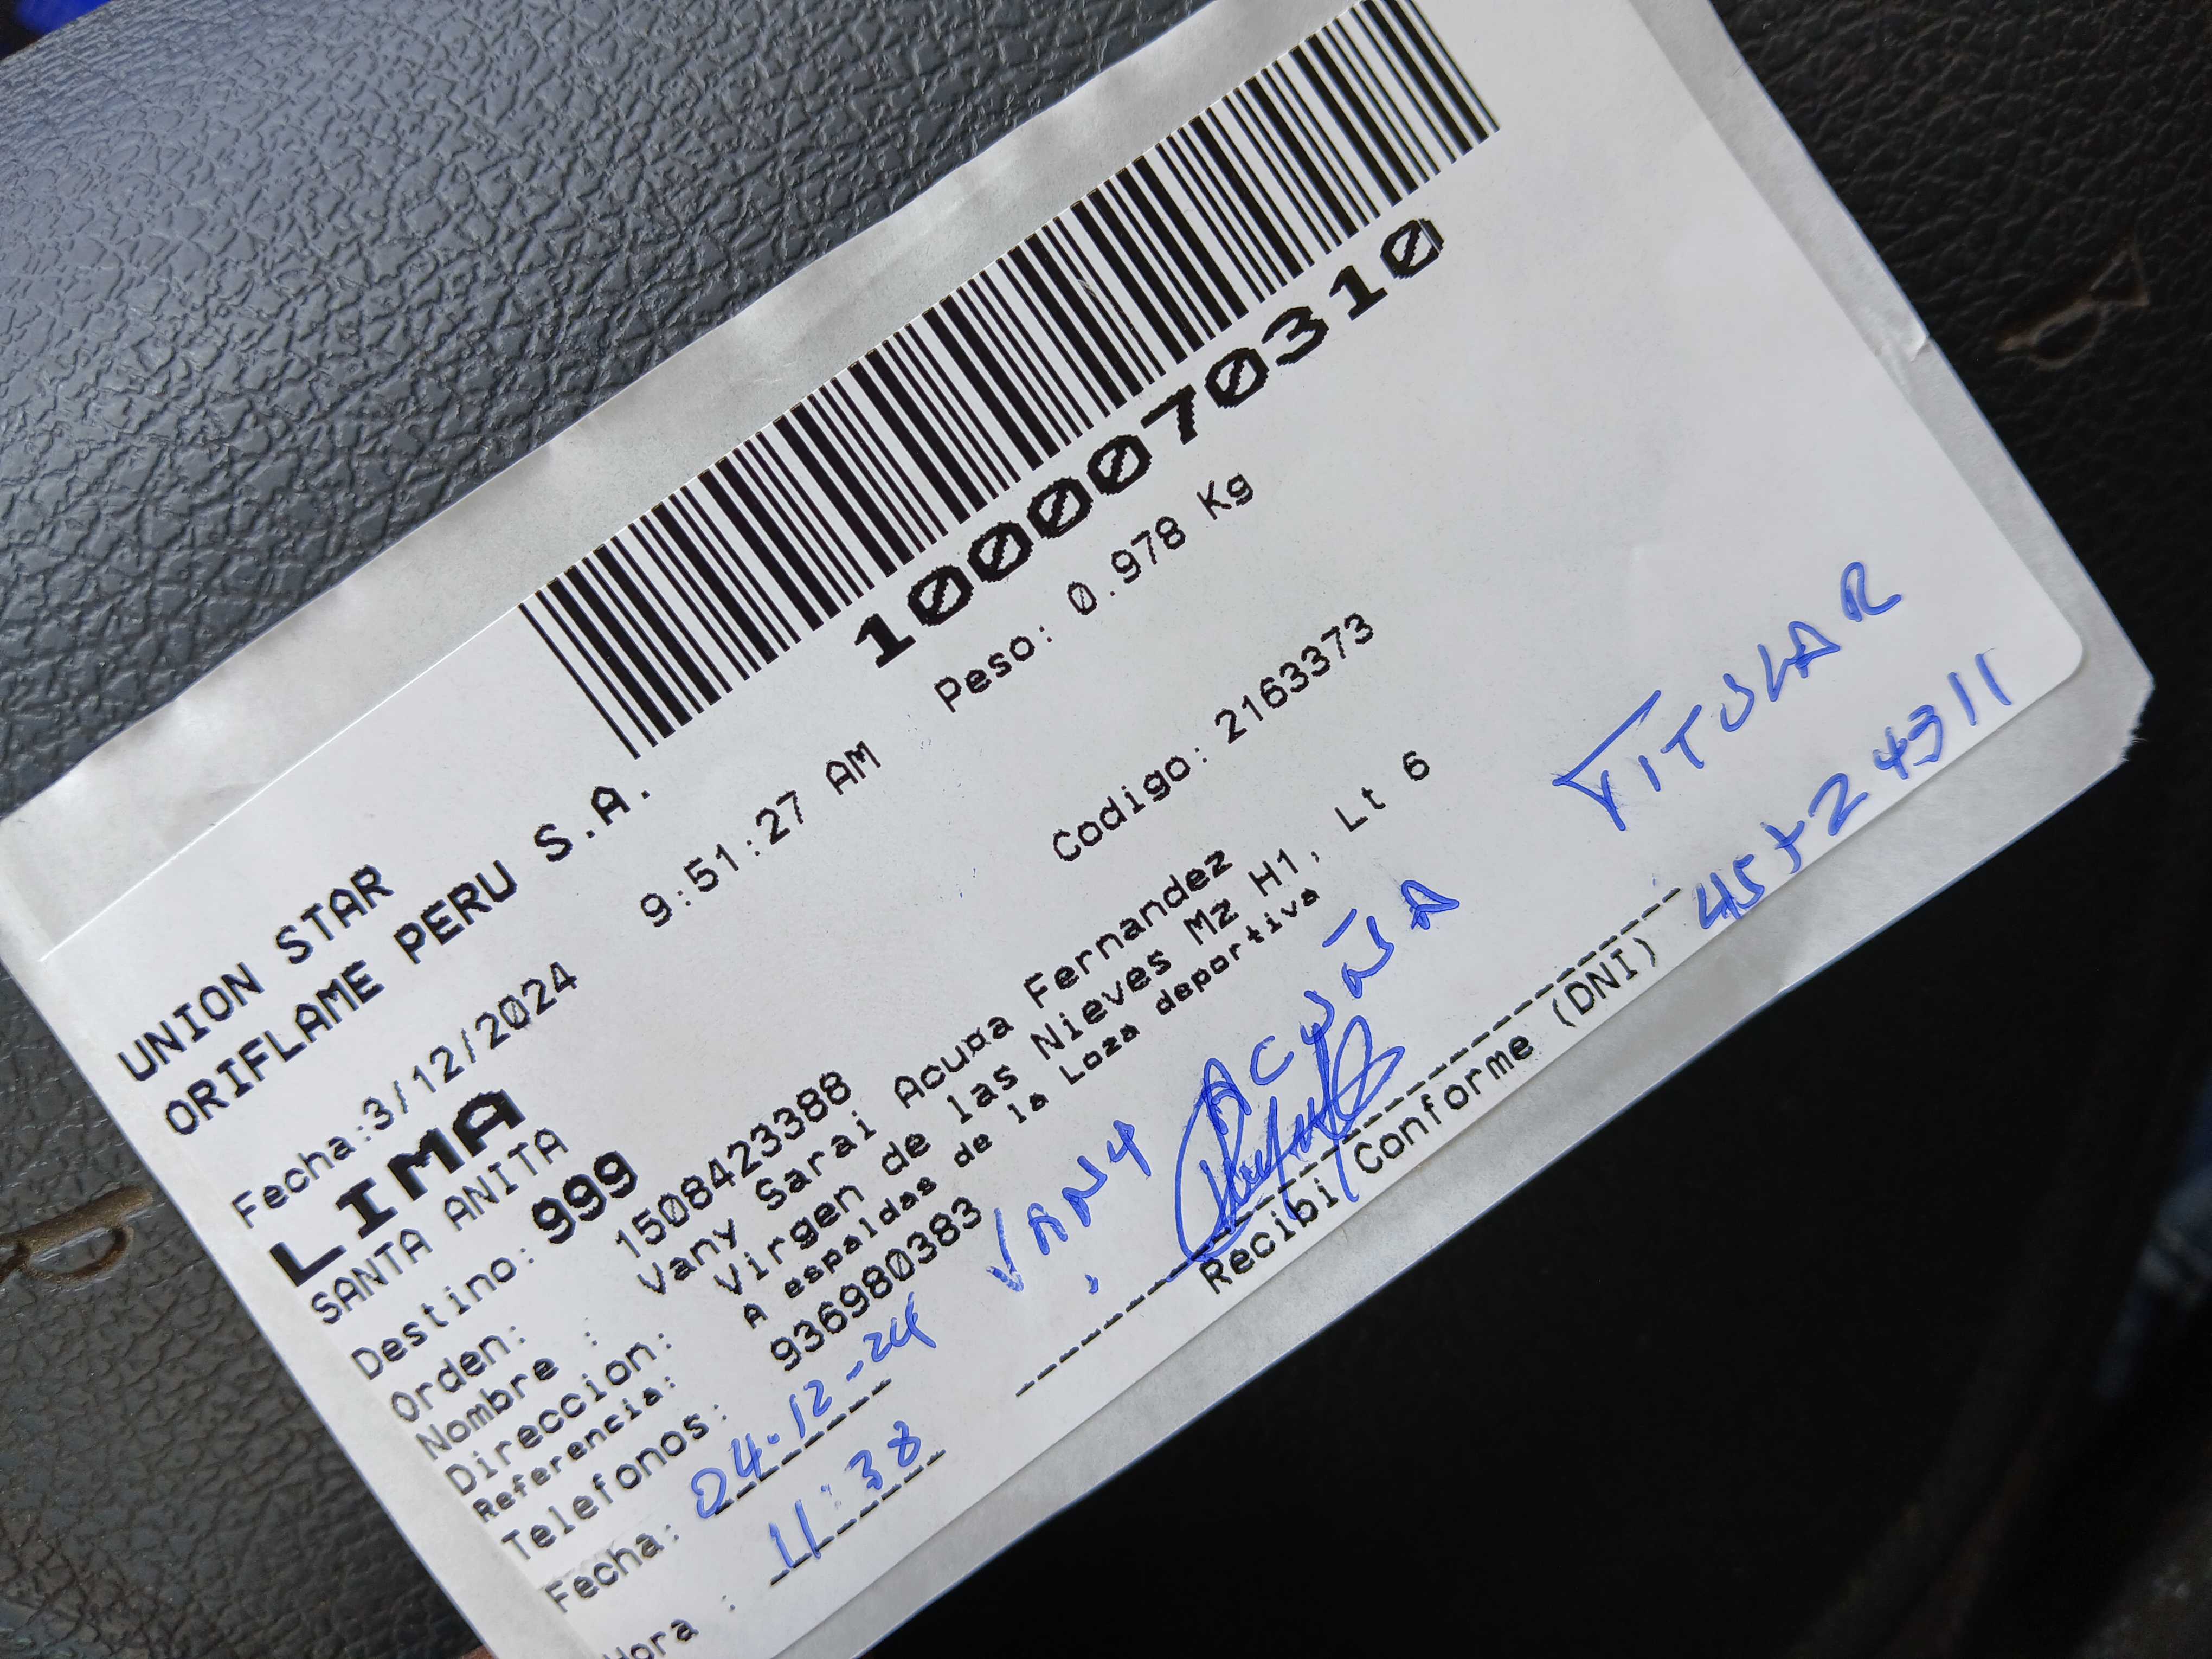 1000070310
UNION STAR
ORIFLAME PERU S.A.
Peso: 0.978 Kg
Fecha:3/12/2024 9:51:27 AM
LIMA
SANTA ANITA
Destino: 999
Codigo: 2163373
Orden: 1508423388
Nombre : Vany Sarai Acu¤a Fernandez
Direccion: Virgen de las Nieves Mz H1, Lt 6
Referencia: A espaldas de la Loza deportiva
Telefonos: 936980383
TITULAR
VANY ACUÑA
Fecha: 04-12-24
Hora : 11:38
Recibi Conforme (DNI) 45724311